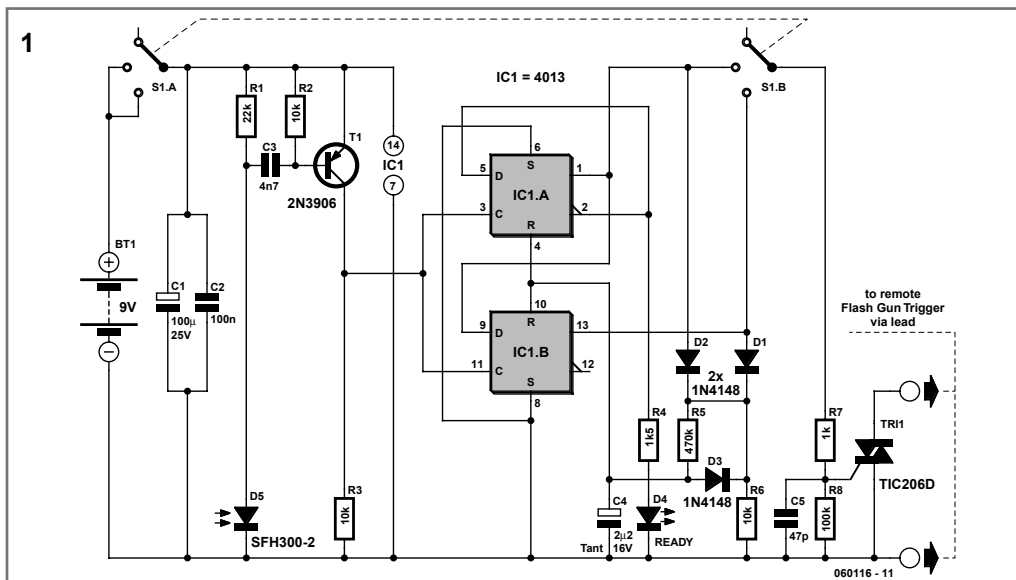 1
S1.A
IC1 = 4013
S1.B
R1
22k
R2
10k
C3
4n7
T1
2N3906
14
IC1
7
6
S
5
D
IC1.A
1
3
C
2
R
4
10
R
9
D
IC1.B
13
11
C
12
S
8
BT1
+
9V
–
C1
100µ
25V
C2
100n
D5
SFH300-2
R3
10k
D2
D1
2x
1N4148
R4
1k5
R5
470k
D3
1N4148
C4
2µ2
16V
Tant
D4
READY
R6
10k
C5
47p
R7
1k
R8
100k
TRI1
TIC206D
to remote
Flash Gun Trigger
via lead
060116 - 11